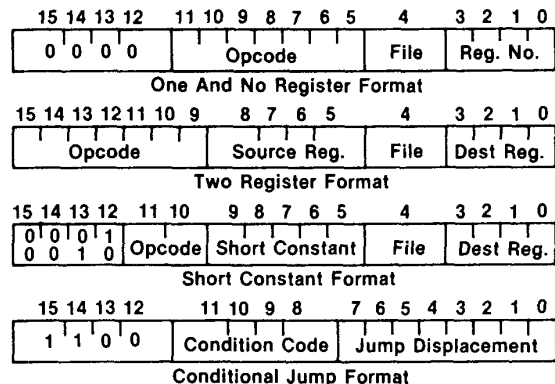 15 14 13 12 11 10 9 8 7 6 5 4 3 2 1 0
0 0 0 0 Opcode File Reg. No.
One And No Register Format
15 14 13 12 11 10 9 8 7 6 5 4 3 2 1 0
Opcode Source Reg. File Dest Reg.
Two Register Format
15 14 13 12 11 10 9 8 7 6 5 4 3 2 1 0
0 0 0 1
0 0 1 0 Opcode Short Constant File Dest Reg.
Short Constant Format
15 14 13 12 11 10 9 8 7 6 5 4 3 2 1 0
1 1 0 0 Condition Code Jump Displacement
Conditional Jump Format